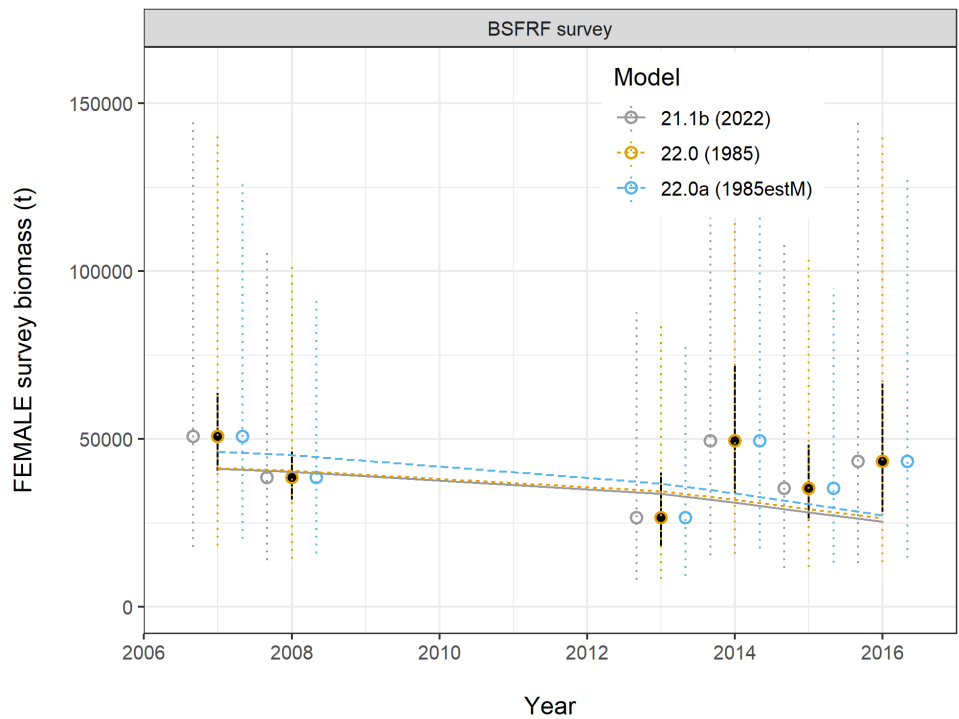 BSFRF survey
Model
21.1b (2022)
22.0 (1985)
22.0a (1985estM)
FEMALE survey biomass (t)
150000
100000
50000
0
2006
2008
2010
2012
2014
2016
Year